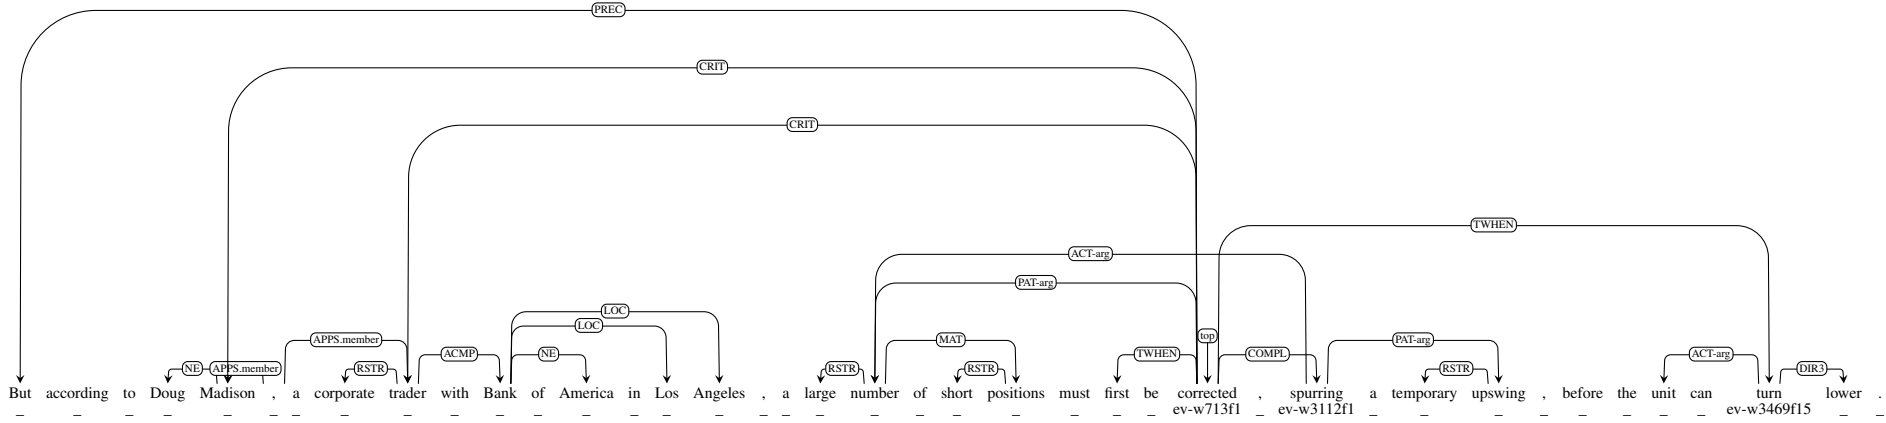 PREC
CRIT
CRIT
TWHEN
ACT-arg
PAT-arg
LOC
LOC
top
APPS.member
MAT
PAT-arg
ACMP
NE
TWHEN
COMPL
ACT-arg
NE
APPS.member
RSTR
RSTR
RSTR
RSTR
DIR3
But according to Doug Madison , a corporate trader with Bank of America in Los Angeles , a large number of short positions must first be corrected , spurring a temporary upswing , before the unit can turn lower .
_ _ _ _ _ _ _ _ _ _ _ _ _ _ _ _ _ _ _ _ _ _ _ _ _ _ ev-w713f1 _ ev-w3112f1 _ _ _ _ _ _ _ _ ev-w3469f15 _ _